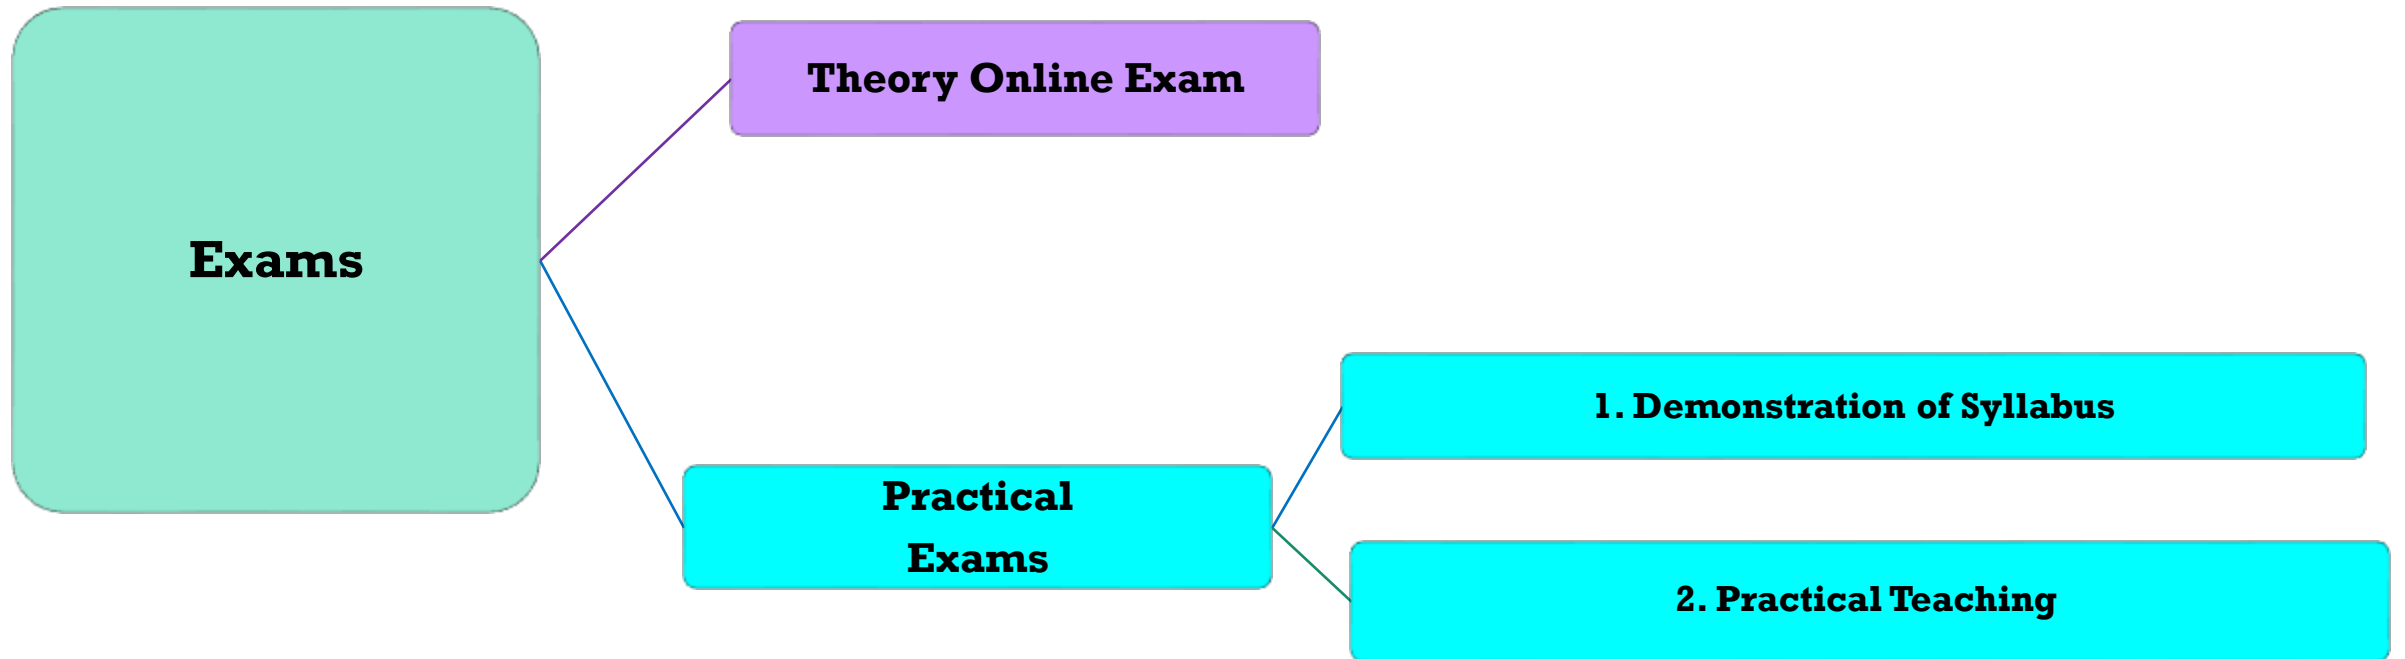 Exams
Theory Online Exam
Practical
Exams
1. Demonstration of Syllabus
2. Practical Teaching